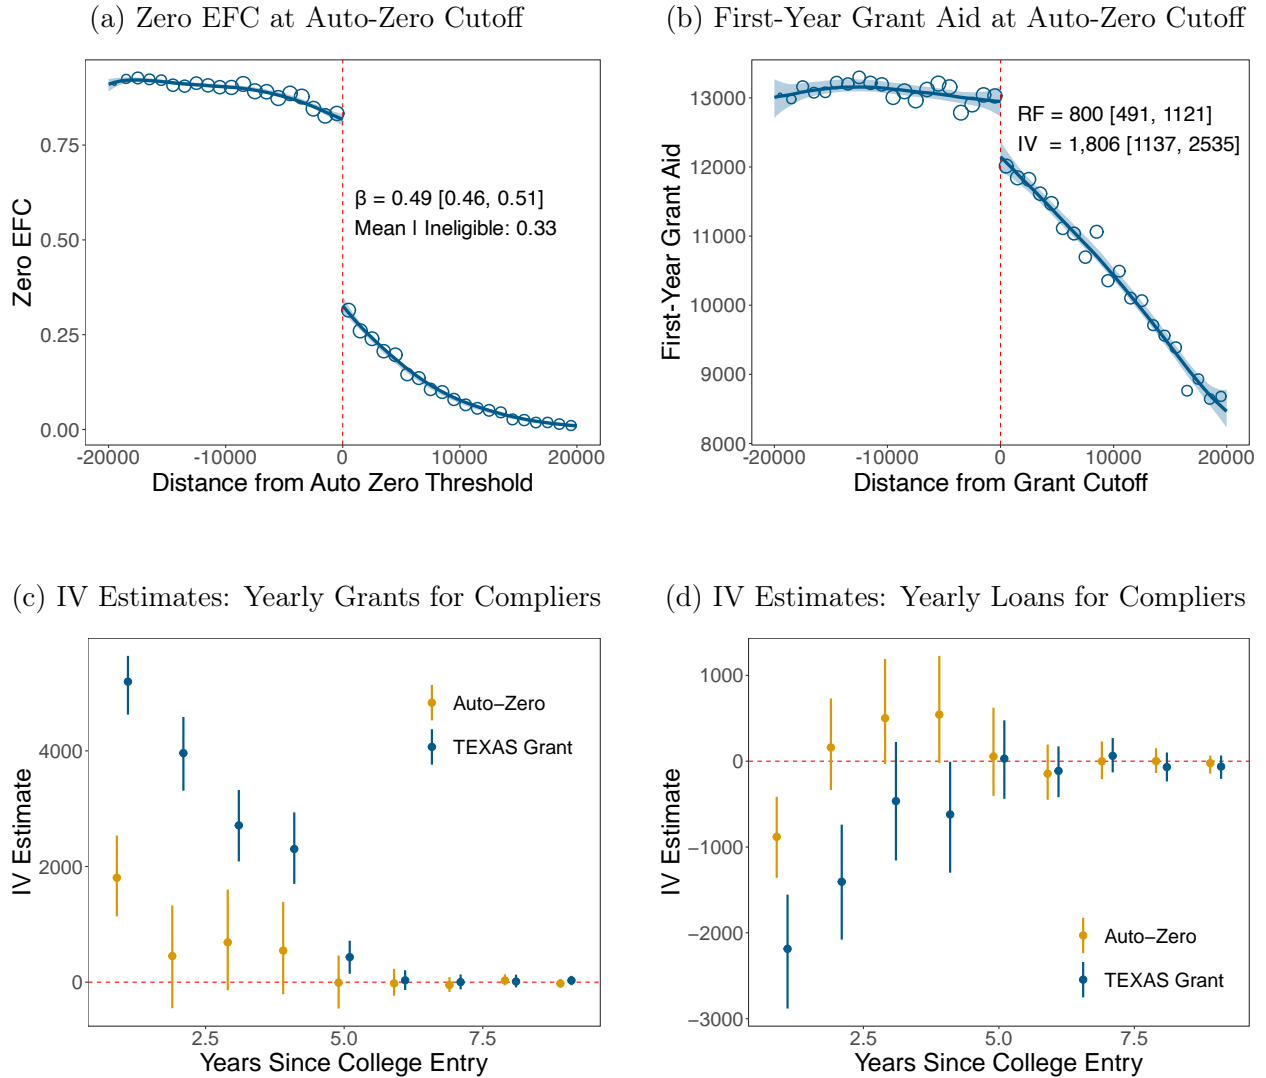 (a) Zero EFC at Auto-Zero Cutoff
Zero EFC
0.75
0.50
0.25
0.00
β = 0.49 [0.46, 0.51]
Mean | Ineligible: 0.33
-20000
-10000
0
10000
20000
Distance from Auto Zero Threshold
(b) First-Year Grant Aid at Auto-Zero Cutoff
First-Year Grant Aid
13000
12000
11000
10000
9000
8000
RF = 800 [491, 1121]
IV = 1,806 [1137, 2535]
-20000
-10000
0
10000
20000
Distance from Grant Cutoff
(c) IV Estimates: Yearly Grants for Compliers
IV Estimate
4000
2000
0
Auto−Zero
TEXAS Grant
2.5
5.0
7.5
Years Since College Entry
(d) IV Estimates: Yearly Loans for Compliers
IV Estimate
1000
0
−1000
−2000
−3000
Auto−Zero
TEXAS Grant
2.5
5.0
7.5
Years Since College Entry